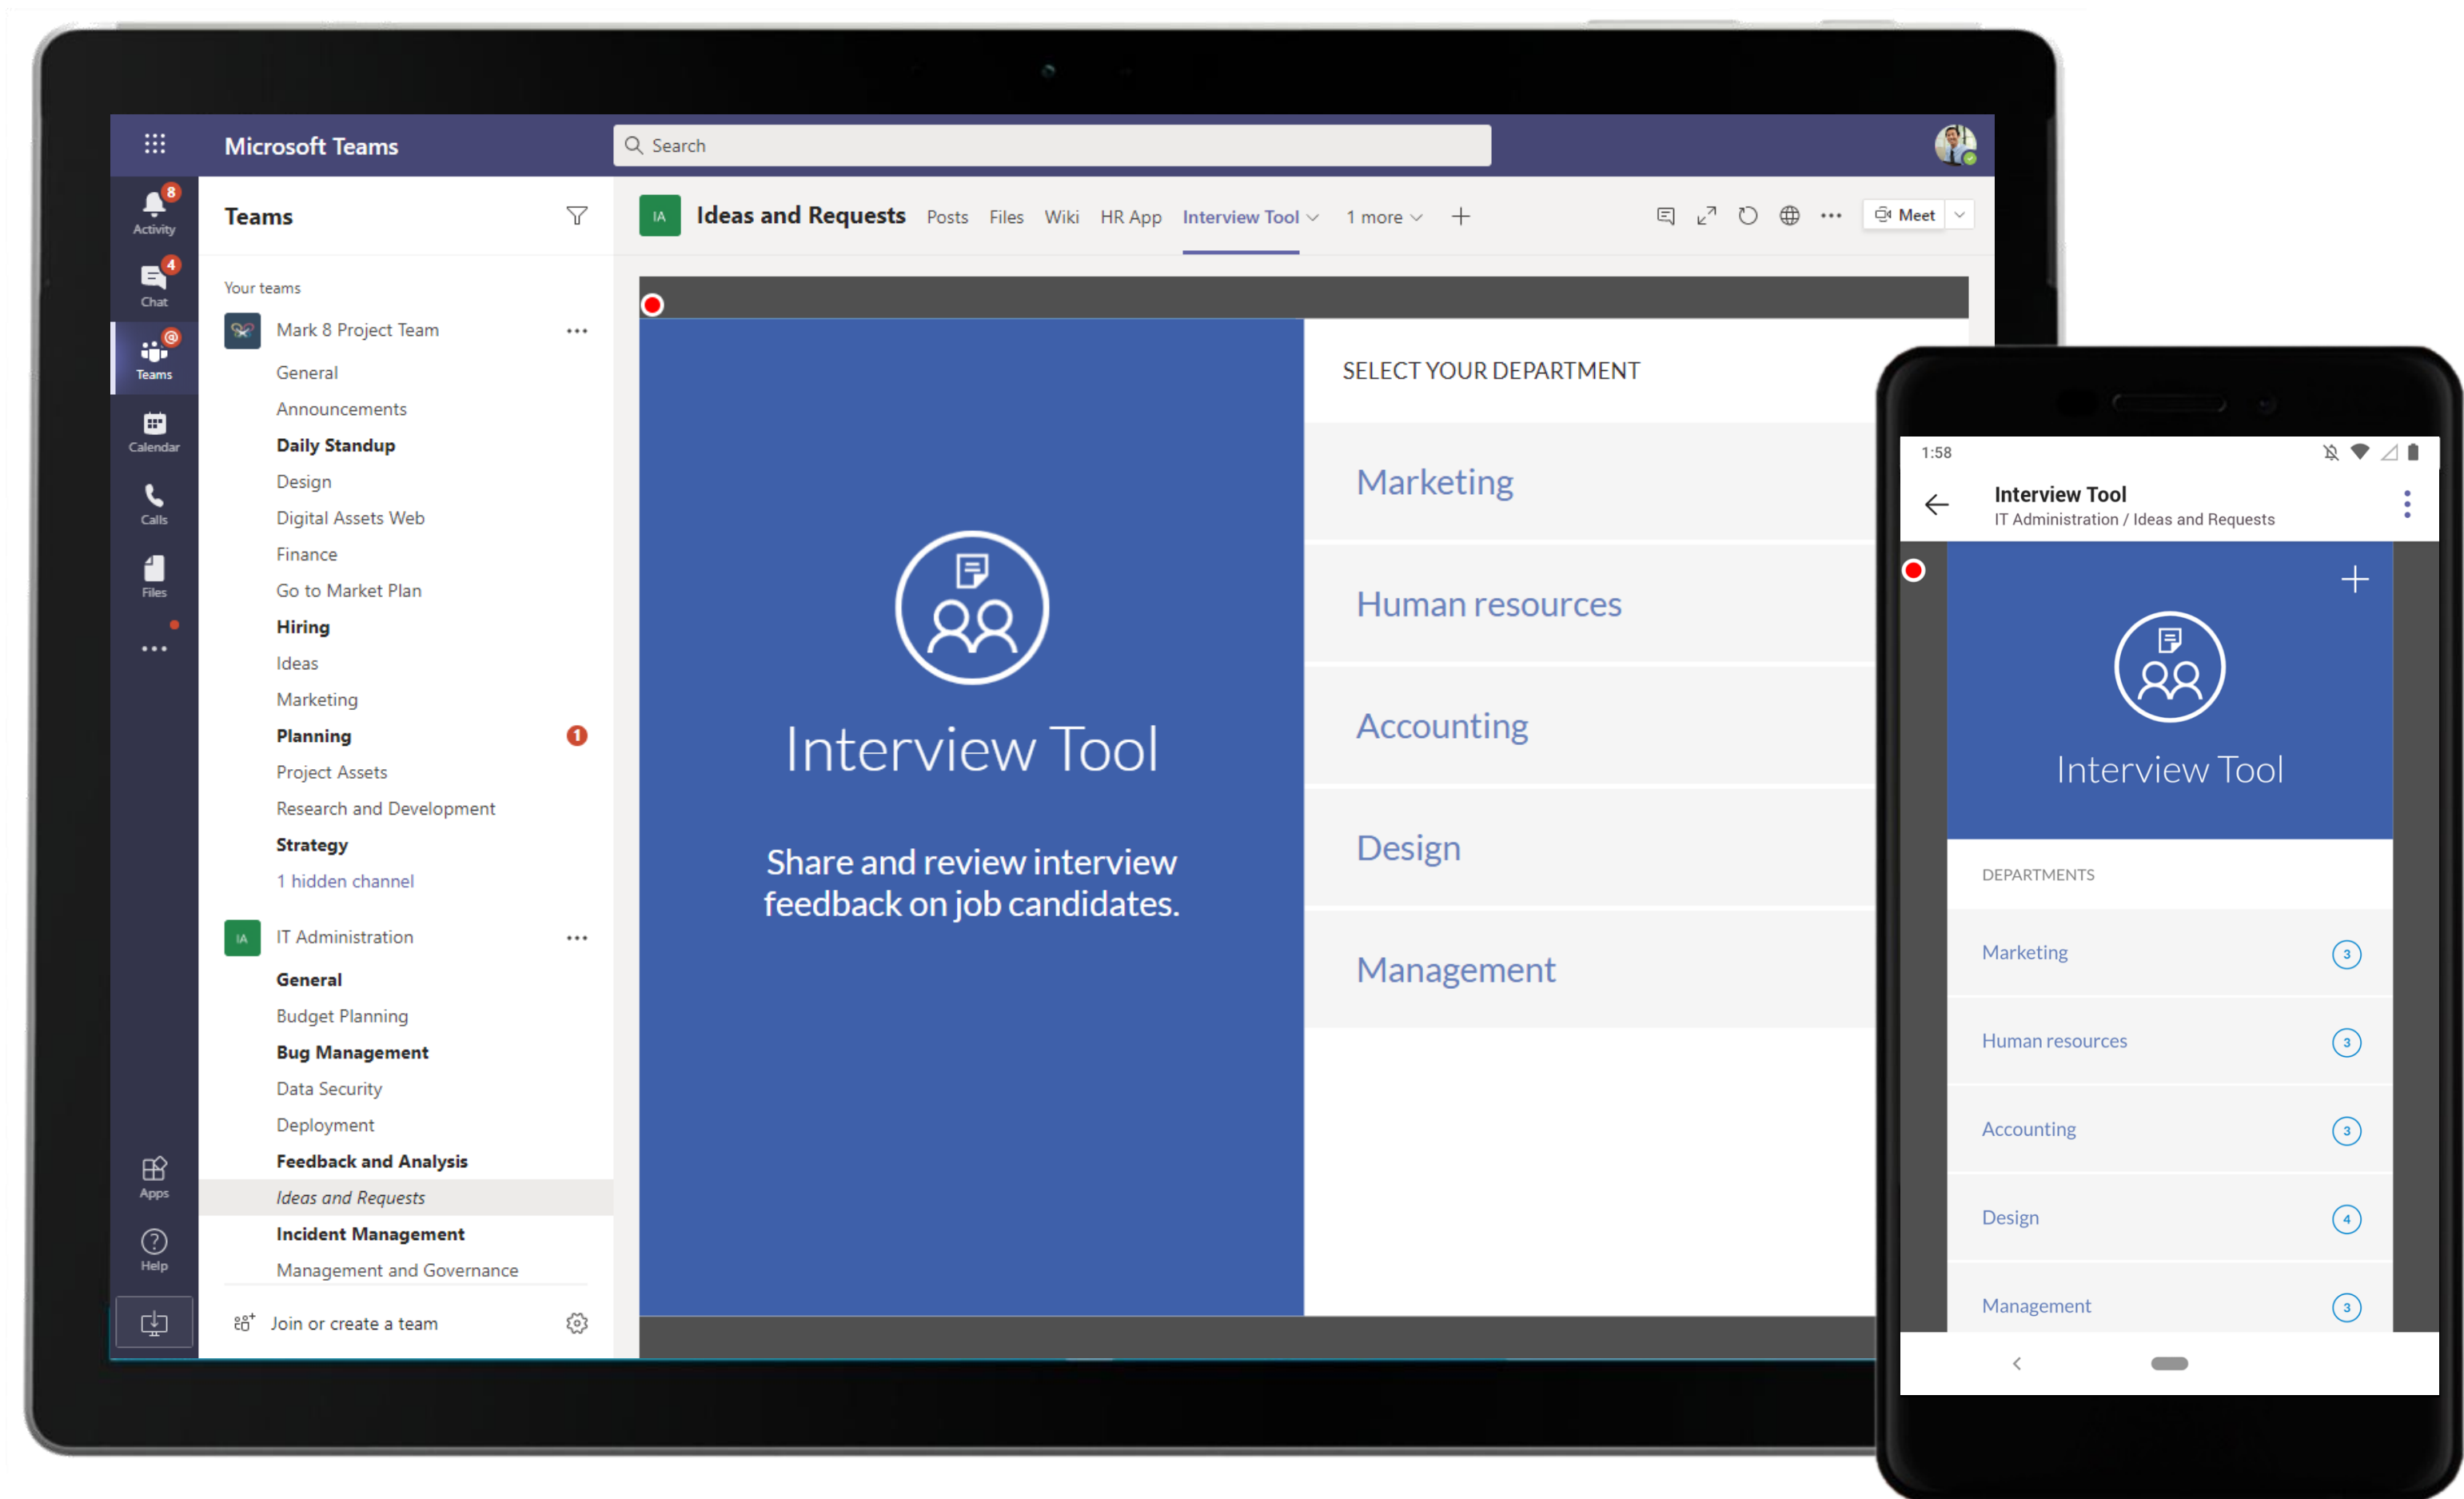 Microsoft Teams
Search
8
Activity
4
Chat
@
Teams
Calendar
Calls
Files
Apps
Help
Teams
Your teams
Mark 8 Project Team
General
Announcements
Daily Standup
Design
Digital Assets Web
Finance
Go to Market Plan
Hiring
Ideas
Marketing
Planning 1
Project Assets
Research and Development
Strategy
1 hidden channel
IA IT Administration
General
Budget Planning
Bug Management
Data Security
Deployment
Feedback and Analysis
Ideas and Requests
Incident Management
Management and Governance
Join or create a team
IA Ideas and Requests Posts Files Wiki HR App Interview Tool 1 more + Meet
Interview Tool
Share and review interview
feedback on job candidates.
SELECT YOUR DEPARTMENT
Marketing
Human resources
Accounting
Design
Management
1:58
Interview Tool
IT Administration / Ideas and Requests
Interview Tool
DEPARTMENTS
Marketing 3
Human resources 3
Accounting 3
Design 4
Management 3